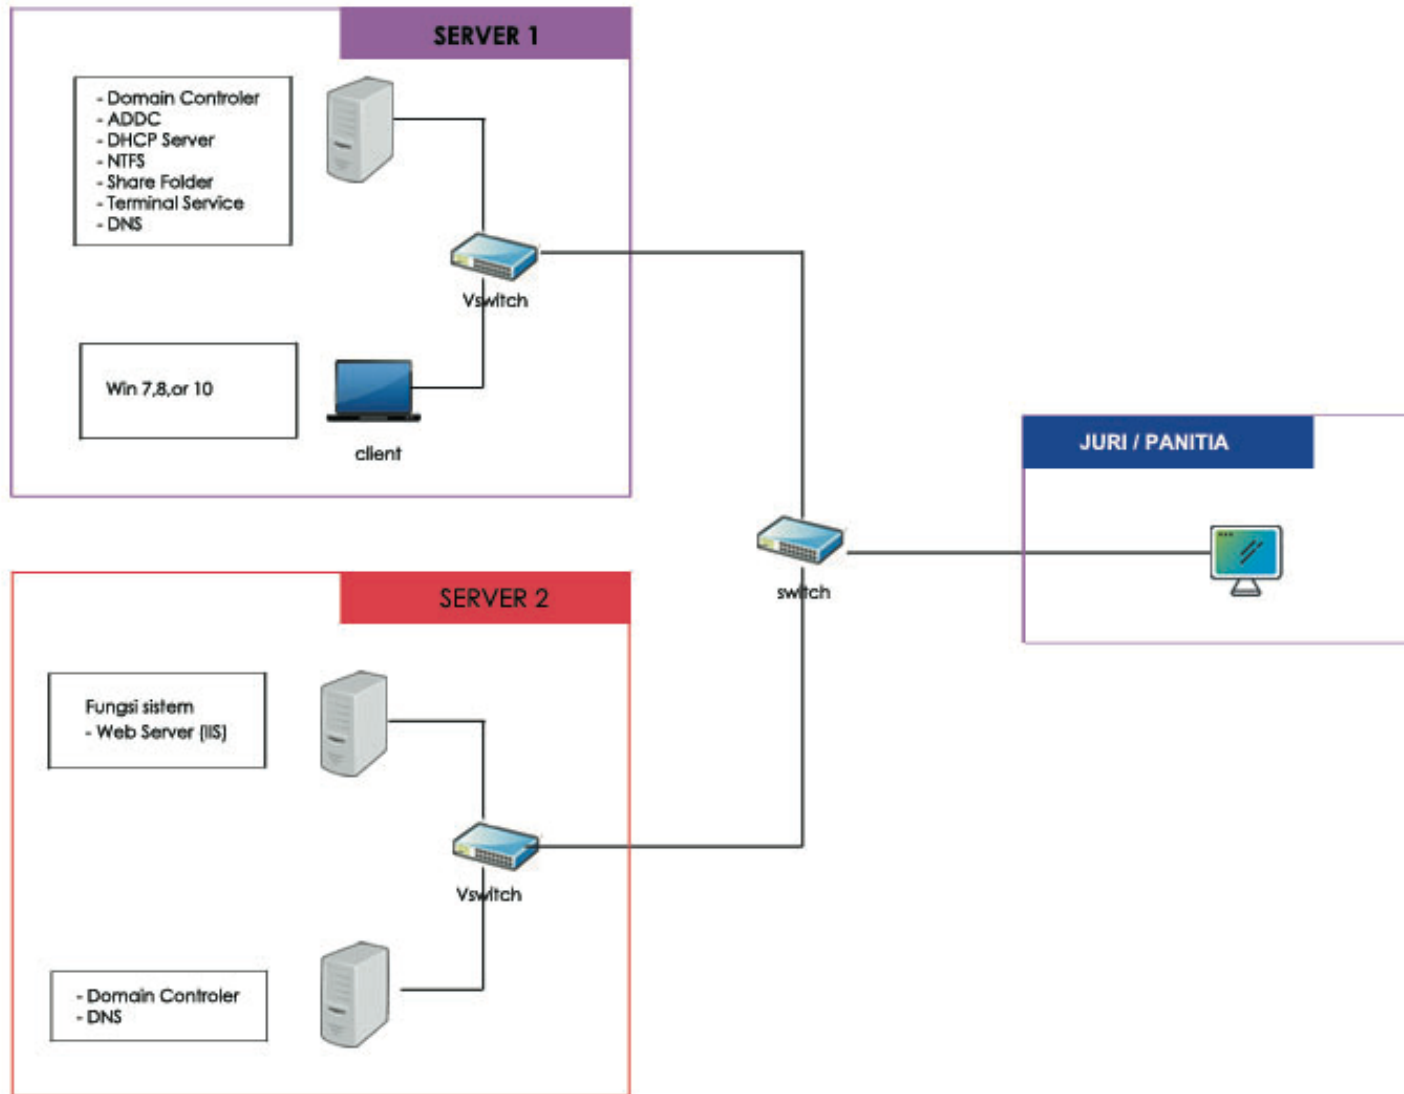 SERVER 1
- Domain Controler
- ADDC
- DHCP Server
- NTFS
- Share Folder
- Terminal Service
- DNS
Vswitch
Win 7,8,or 10
client
JURI / PANITIA
switch
SERVER 2
Fungsi sistem
- Web Server (IIS)
Vswitch
- Domain Controler
- DNS